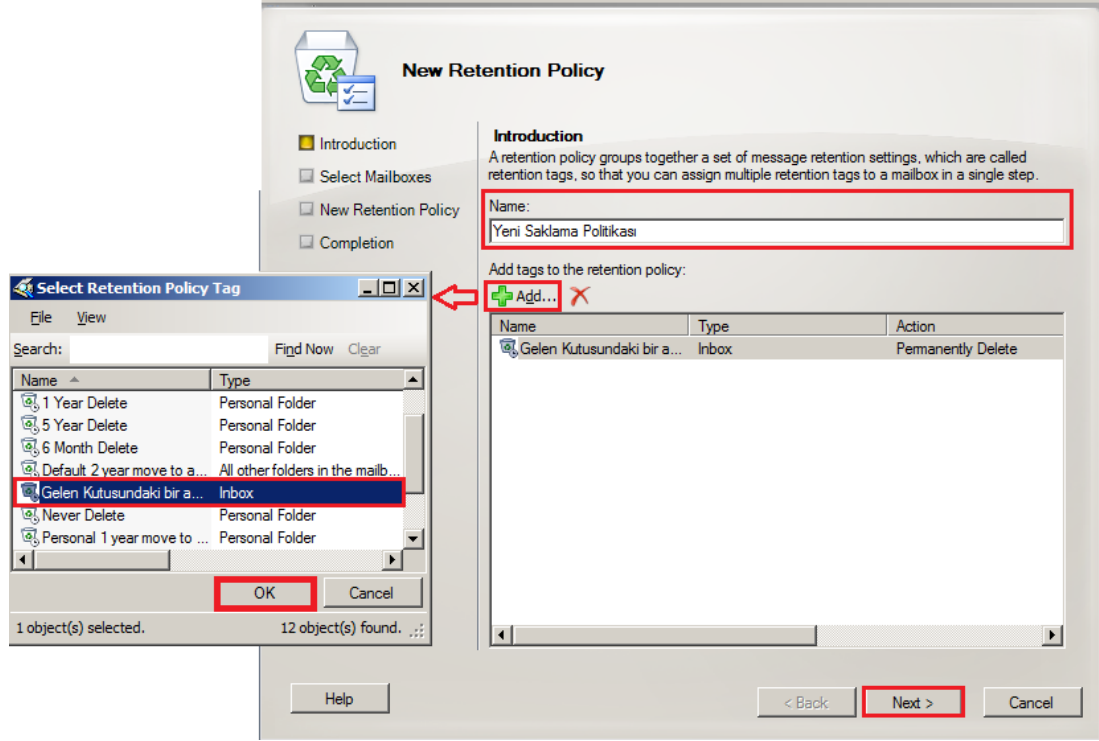 New Retention Policy
Introduction
Select Mailboxes
New Retention Policy
Completion
Introduction
A retention policy groups together a set of message retention settings, which are called
retention tags, so that you can assign multiple retention tags to a mailbox in a single step.
Name:
Yeni Saklama Politikası
Add tags to the retention policy:
Add...
Name Type Action
Gelen Kutusundaki bir a... Inbox Permanently Delete
Select Retention Policy Tag
File View
Search: Find Now Clear
Name Type
1 Year Delete Personal Folder
5 Year Delete Personal Folder
6 Month Delete Personal Folder
Default 2 year move to a... All other folders in the mailb...
Gelen Kutusundaki bir a... Inbox
Never Delete Personal Folder
Personal 1 year move to ... Personal Folder
OK Cancel
1 object(s) selected. 12 object(s) found.
Help < Back Next > Cancel